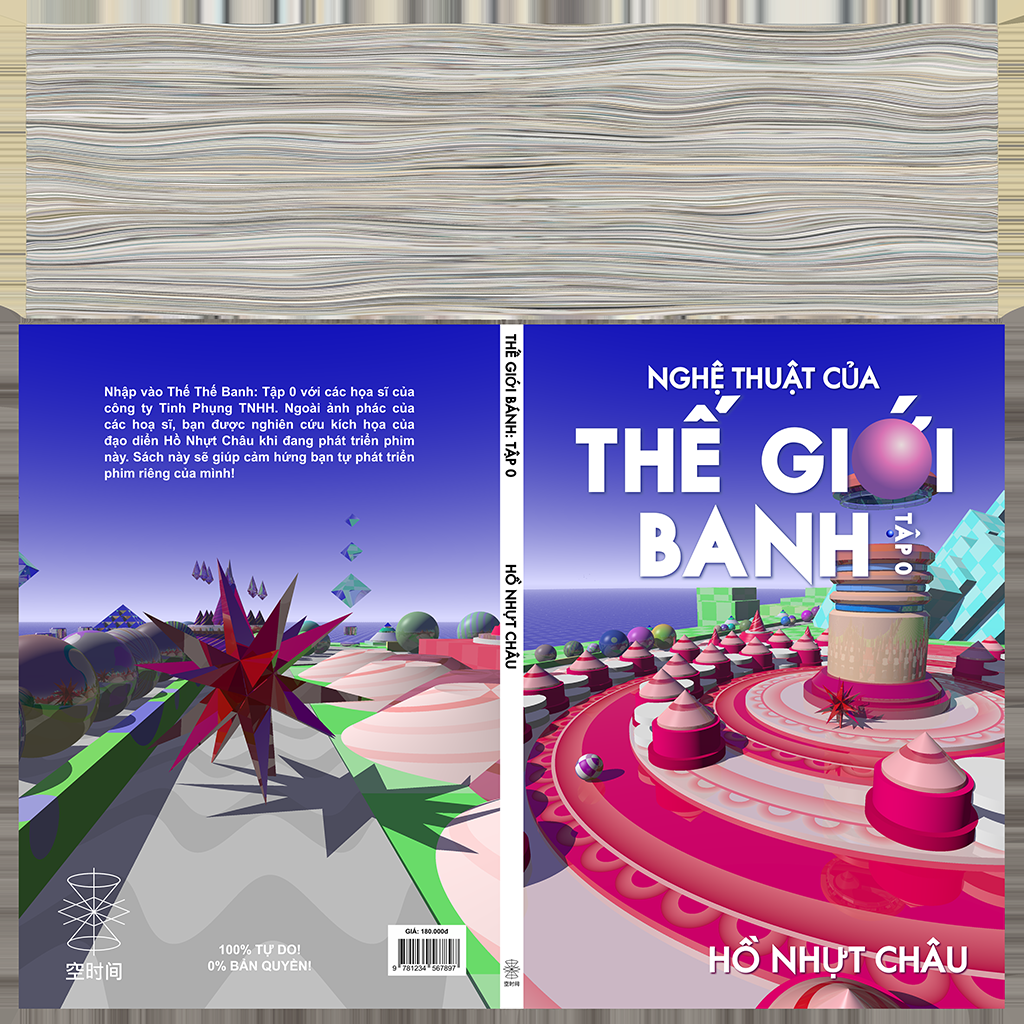 Nhập vào Thế Thế Banh: Tập 0 với các họa sĩ của
công ty Tinh Phụng TNHH. Ngoài ảnh phác của
các hoạ sĩ, bạn được nghiên cứu kích họa của
đạo diển Hồ Nhựt Châu khi đang phát triển phim
này. Sách này sẽ giúp cảm hứng bạn tự phát triển
phim riêng của mình!
空时间
100% TỰ DO!
0% BẢN QUYỀN!
GIÁ: 180.000đ
9 781234 567897
THẾ GIỚI BÁNH: TẬP 0
HỒ NHỰT CHÂU
空时间
NGHỆ THUẬT CỦA
THẾ GIỚI
BANH
TẬP 0
HỒ NHỰT CHÂU